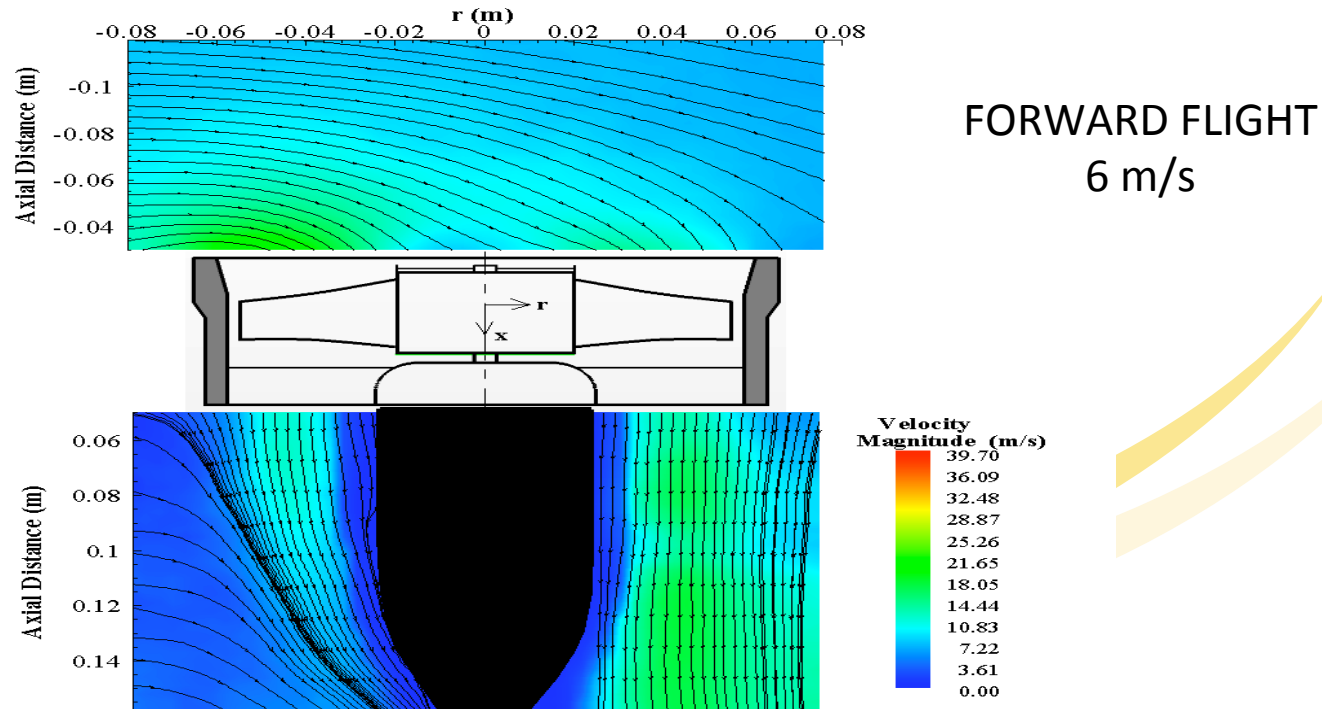 r (m)
-0.08 -0.06 -0.04 -0.02 0 0.02 0.04 0.06 0.08
Axial Distance (m)
-0.1
-0.08
-0.06
-0.04
FORWARD FLIGHT
6 m/s
r
x
Axial Distance (m)
0.06
0.08
0.1
0.12
0.14
Velocity
Magnitude (m/s)
39.70
36.09
32.48
28.87
25.26
21.65
18.05
14.44
10.83
7.22
3.61
0.00